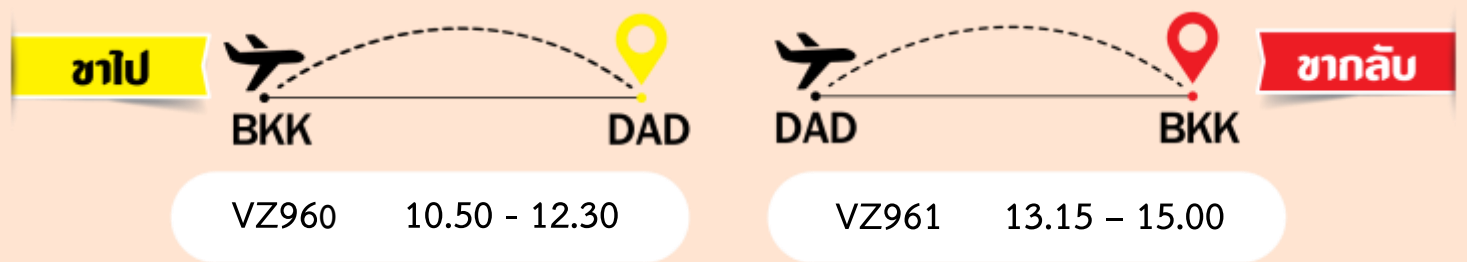 ขาไป
BKK DAD
VZ960 10.50 - 12.30
DAD BKK
ขากลับ
VZ961 13.15 – 15.00